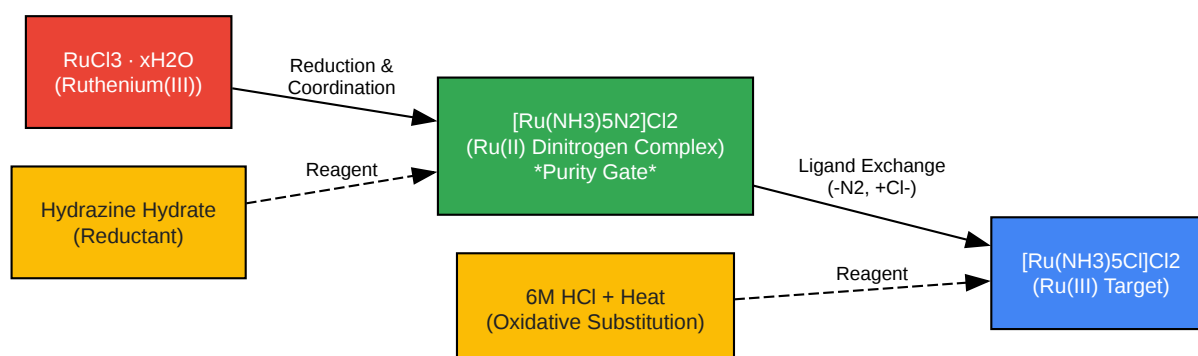 RuCl3 · xH2O
(Ruthenium(III))
Reduction &
Coordination
[Ru(NH3)5N2]Cl2
(Ru(II) Dinitrogen Complex)
*Purity Gate*
Reagent
Hydrazine Hydrate
(Reductant)
Ligand Exchange
(-N2, +Cl-)
6M HCl + Heat
(Oxidative Substitution)
Reagent
[Ru(NH3)5Cl]Cl2
(Ru(III) Target)